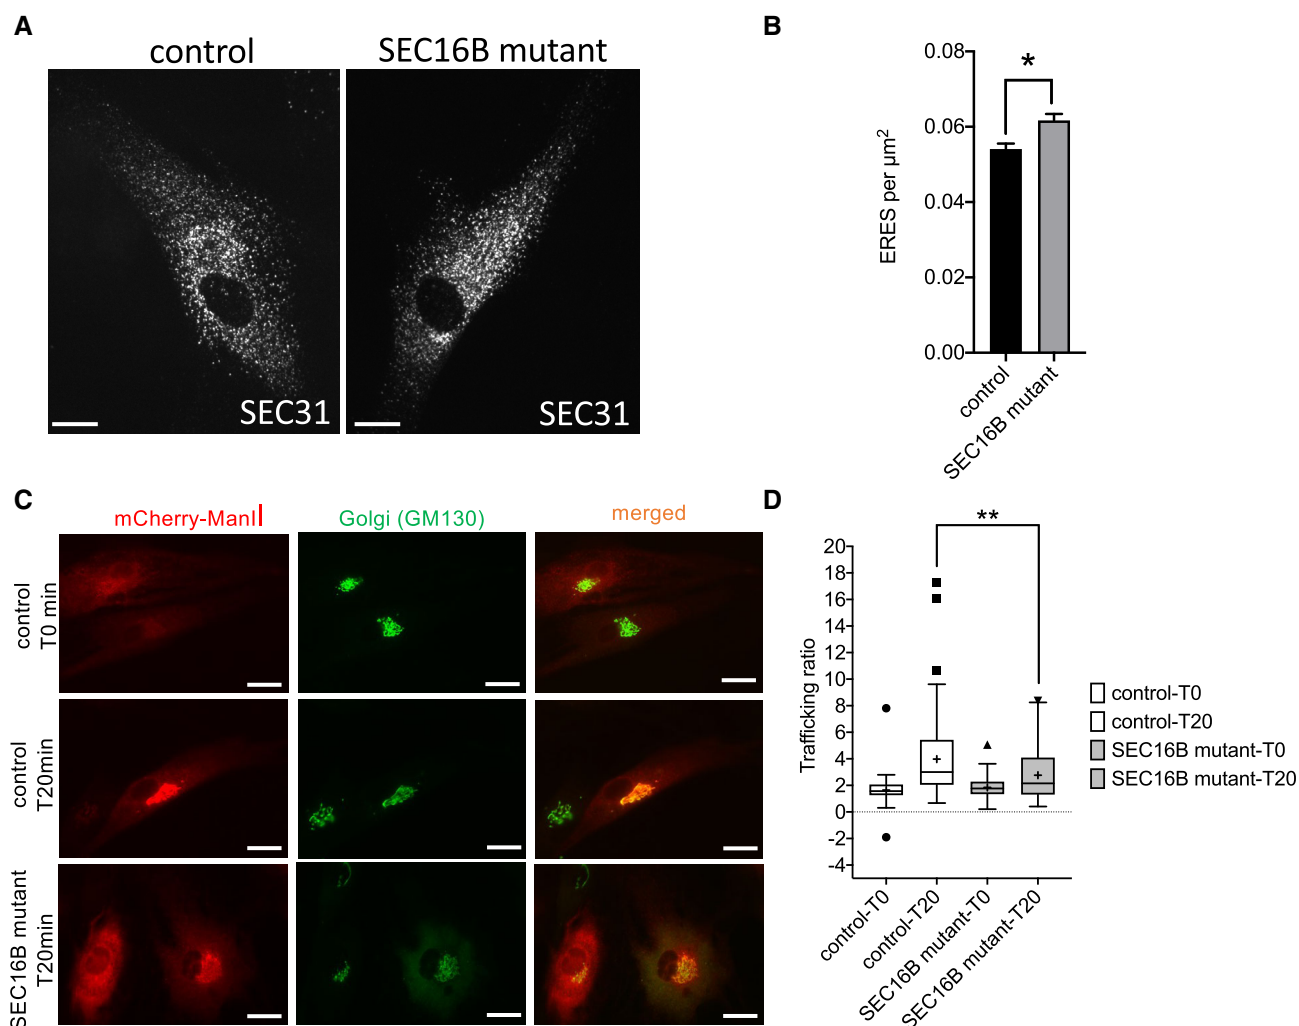 A
control
SEC16B mutant
SEC31
SEC31
B
0.08
0.06
0.04
0.02
0.00
ERES per µm²
*
control
SEC16B mutant
C
mCherry-ManII
Golgi (GM130)
merged
control
T0 min
control
T20min
SEC16B mutant
T20min
D
**
20
18
16
14
12
10
8
6
4
2
0
-2
-4
Trafficking ratio
control-T0
control-T20
SEC16B mutant-T0
SEC16B mutant-T20
control-T0
control-T20
SEC16B mutant-T0
SEC16B mutant-T20